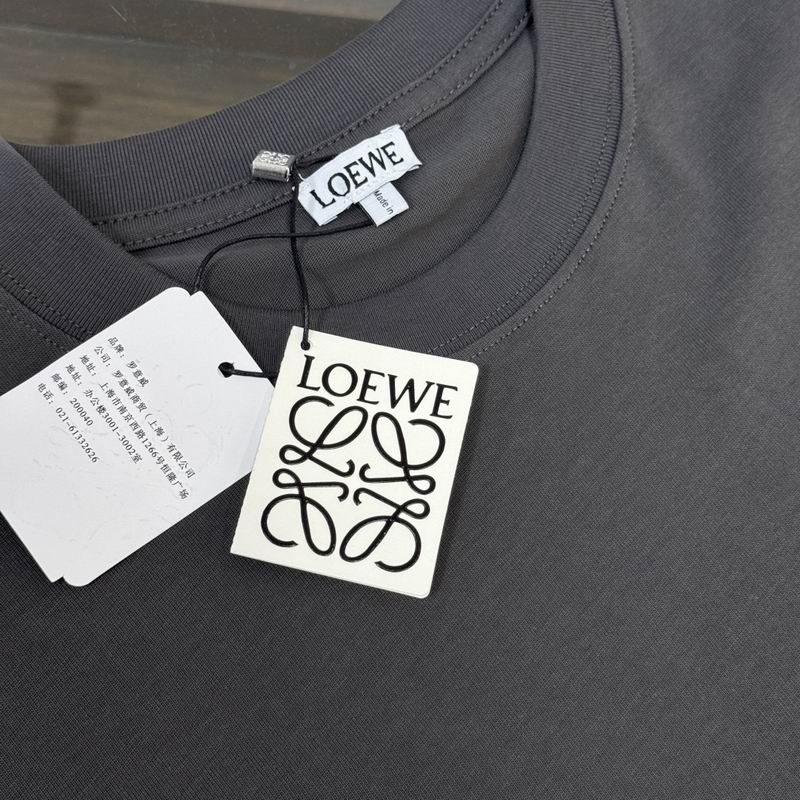 LOEWE
Made in
LOEWE
品牌：罗意威
公司：罗意威商贸（上海）有限公司
地址：上海市南京西路1266号恒隆广场
地址：办公楼3001-3002室
邮编：200040
电话：021-61332626